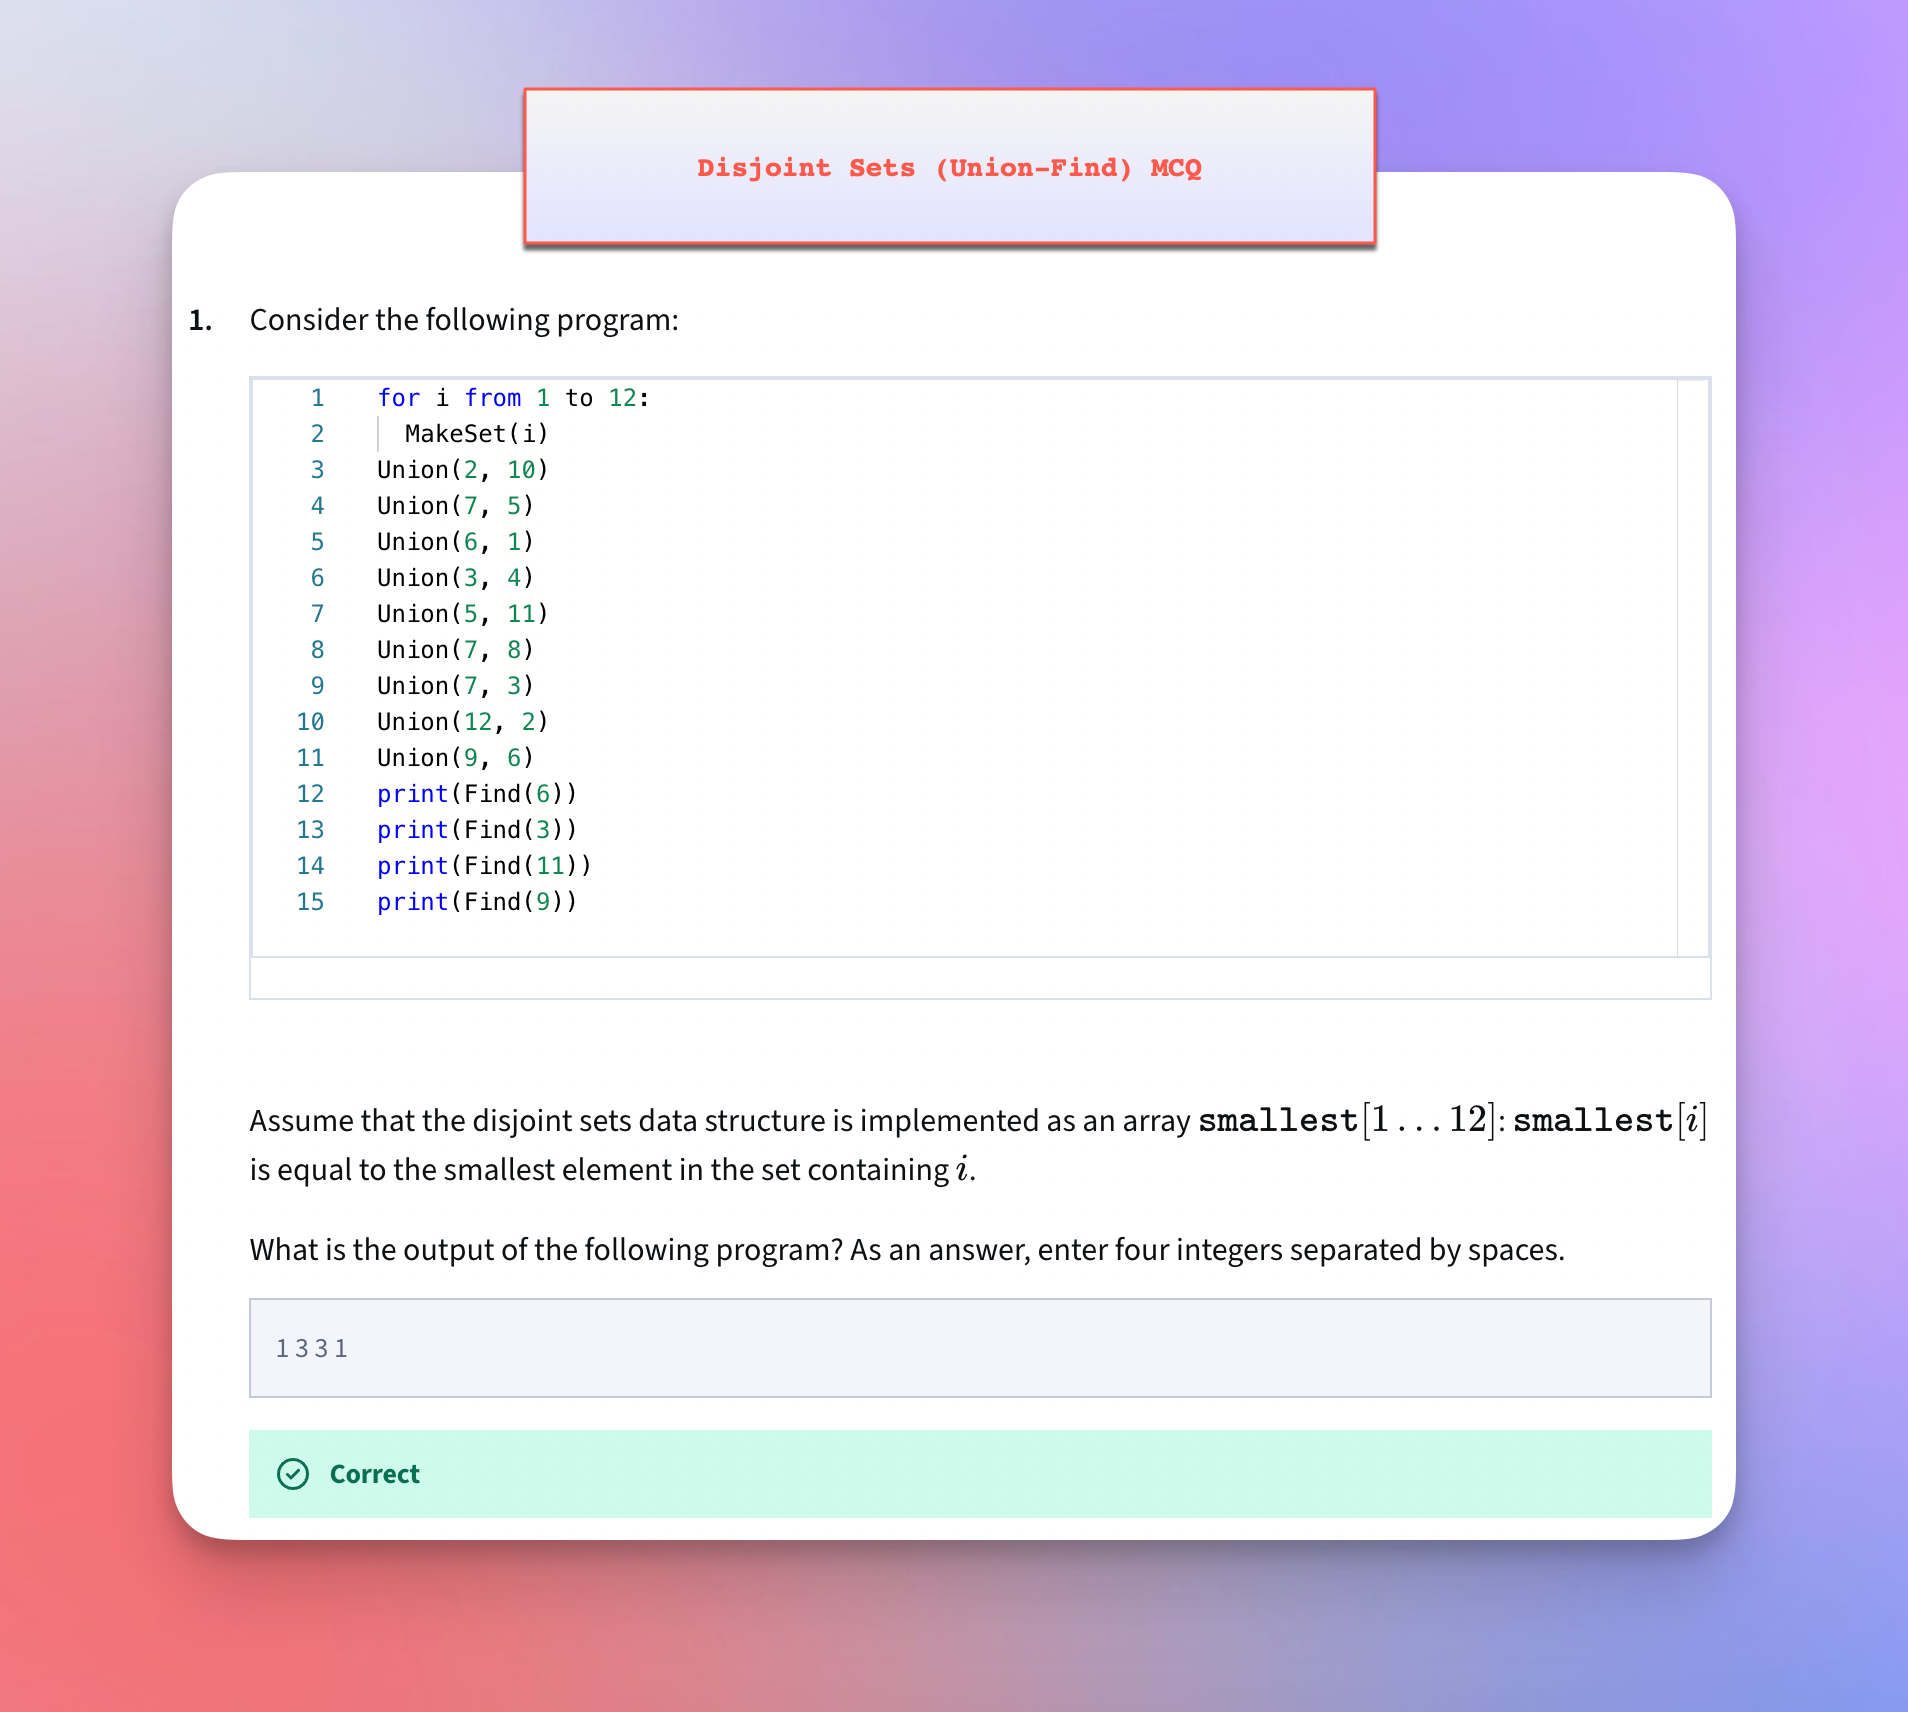 Disjoint Sets (Union-Find) MCQ
1. Consider the following program:
1 for i from 1 to 12:
2 MakeSet(i)
3 Union(2, 10)
4 Union(7, 5)
5 Union(6, 1)
6 Union(3, 4)
7 Union(5, 11)
8 Union(7, 8)
9 Union(7, 3)
10 Union(12, 2)
11 Union(9, 6)
12 print(Find(6))
13 print(Find(3))
14 print(Find(11))
15 print(Find(9))
Assume that the disjoint sets data structure is implemented as an array smallest[1 . . . 12]: smallest[i]
is equal to the smallest element in the set containing i.
What is the output of the following program? As an answer, enter four integers separated by spaces.
1 3 3 1
Correct